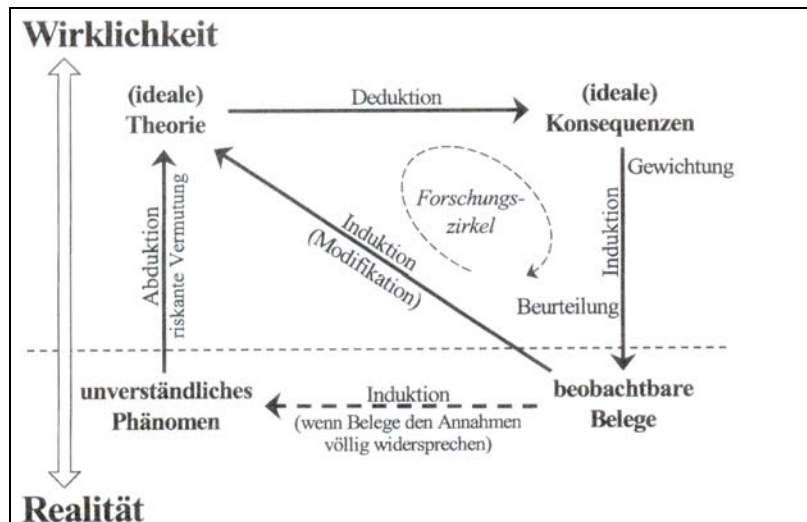 Wirklichkeit
(ideale)
Theorie
Deduktion
(ideale)
Konsequenzen
Gewichtung
Induktion
Beurteilung
Forschungs-
zirkel
Induktion
(Modifikation)
Abduktion
riskante Vermutung
unverständliches
Phänomen
Induktion
(wenn Belege den Annahmen
völlig widersprechen)
beobachtbare
Belege
Realität